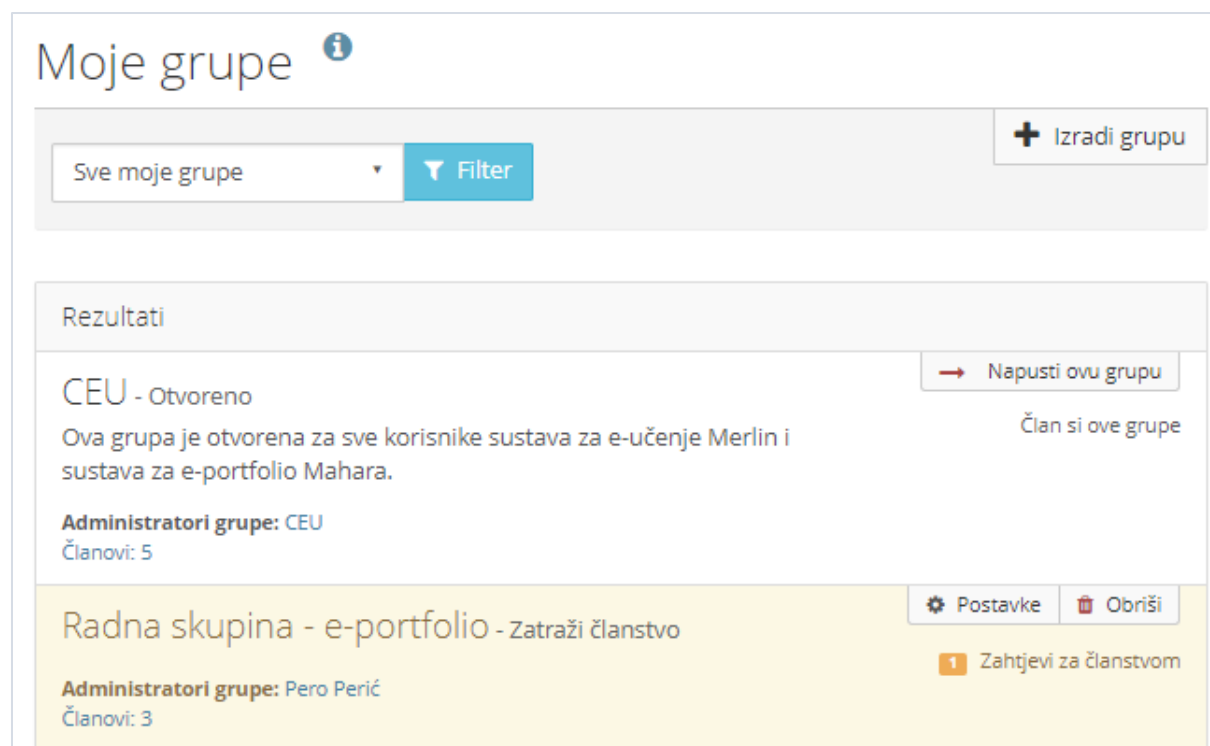 Moje grupe
Izradi grupu
Sve moje grupe
Filter
Rezultati
Napusti ovu grupu
CEU - Otvoreno
Član si ove grupe
Ova grupa je otvorena za sve korisnike sustava za e-učenje Merlin i
sustava za e-portfolio Mahara.
Administratori grupe: CEU
Članovi: 5
Postavke
Obriši
Radna skupina - e-portfolio - Zatraži članstvo
1 Zahtjevi za članstvom
Administratori grupe: Pero Perić
Članovi: 3